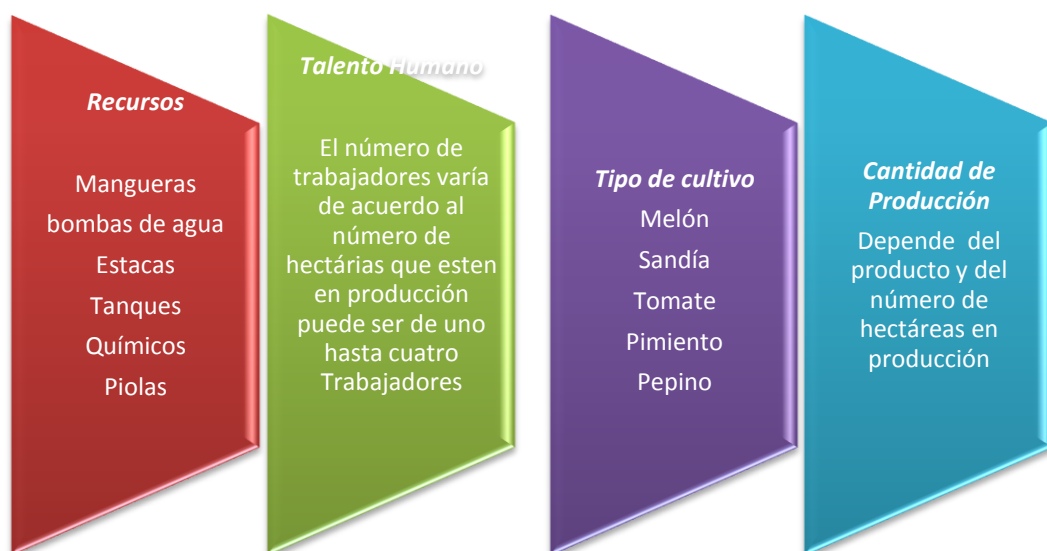 Recursos
Mangueras
bombas de agua
Estacas
Tanques
Químicos
Piolas
Talento Humano
El número de
trabajadores varía
de acuerdo al
número de
hectárias que esten
en producción
puede ser de uno
hasta cuatro
Trabajadores
Tipo de cultivo
Melón
Sandía
Tomate
Pimiento
Pepino
Cantidad de
Producción
Depende del
producto y del
número de
hectáreas en
producción